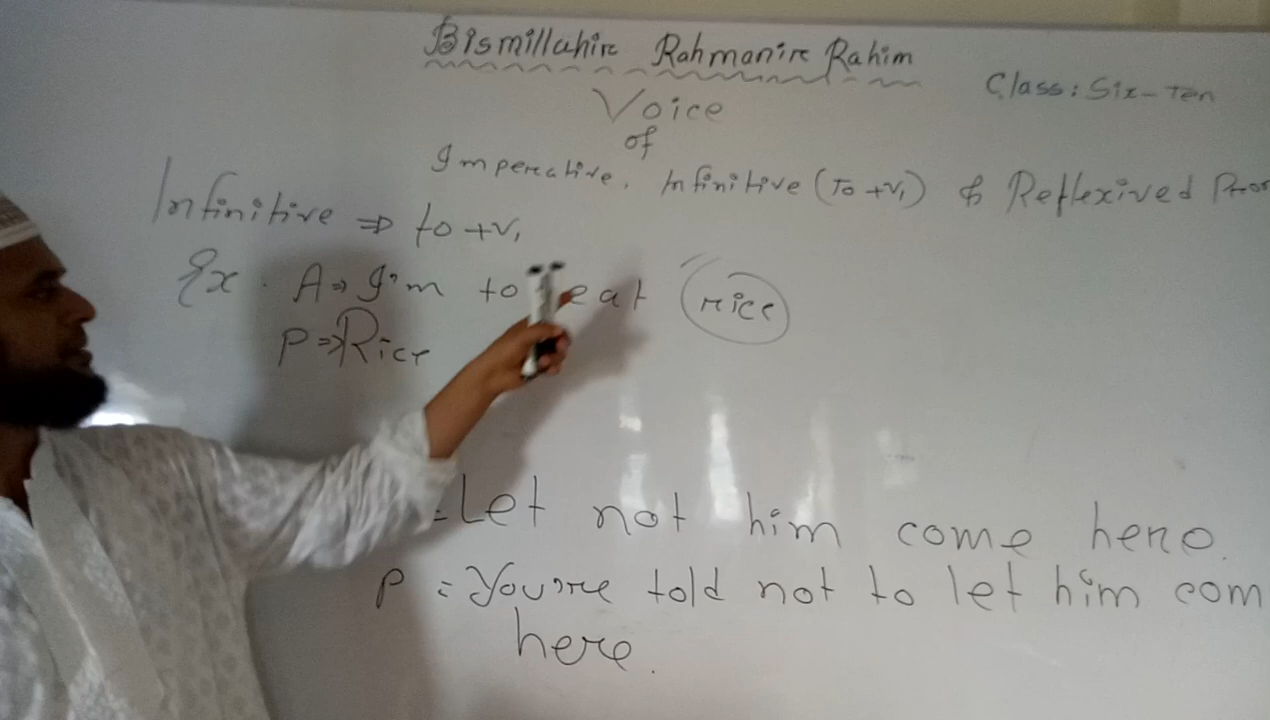 Bismillahir Rahmanir Rahim
Class: Six-Ten
Voice
of
Imperative, Infinitive (To +V1) & Reflexived
Infinitive ⇒ to +v1
Ex. A⇒ I'm to eat rice
P⇒ Rice
= Let not him come here.
P = You're told not to let him com
here.